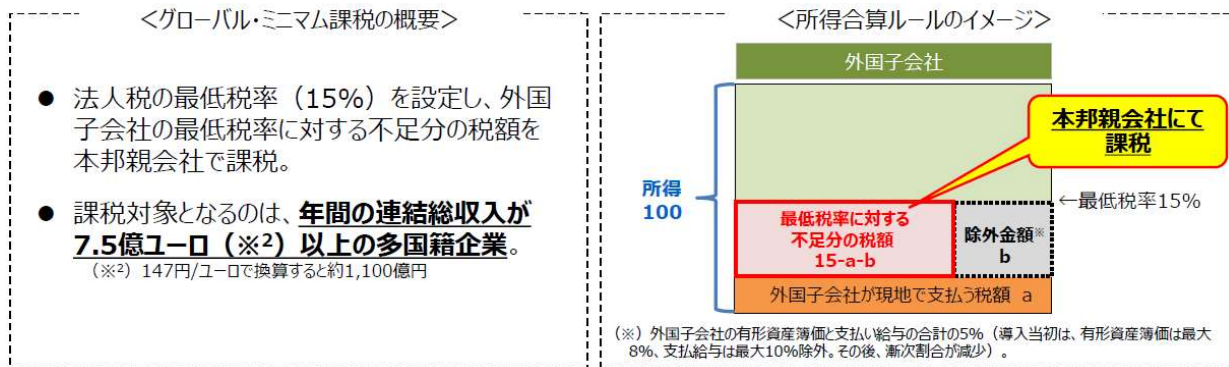 <グローバル・ミニマム課税の概要>
● 法人税の最低税率（15%）を設定し、外国
子会社の最低税率に対する不足分の税額を
本邦親会社で課税。
● 課税対象となるのは、年間の連結総収入が
7.5億ユーロ（※2）以上の多国籍企業。
（※2）147円/ユーロで換算すると約1,100億円
<所得合算ルールのイメージ>
外国子会社
本邦親会社にて
課税
所得
100
←最低税率15%
最低税率に対する
不足分の税額
15-a-b
除外金額※
b
外国子会社が現地で支払う税額 a
（※）外国子会社の有形資産簿価と支払い給与の合計の5%（導入当初は、有形資産簿価は最大
8%、支払給与は最大10%除外。その後、漸次割合が減少）。